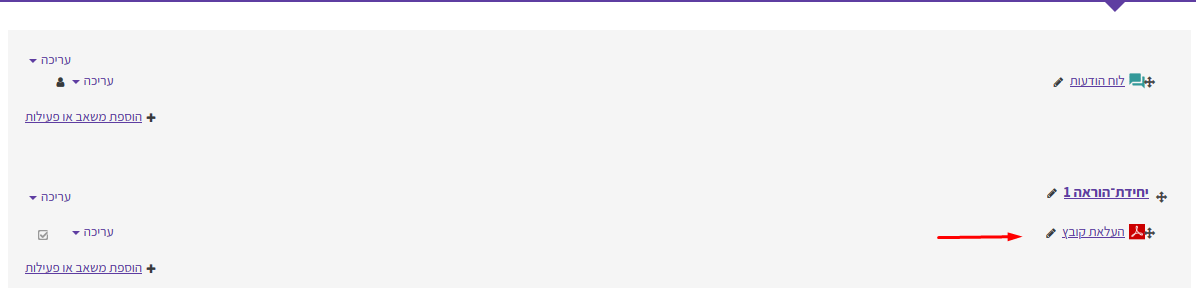 עריכה
לוח הודעות עריכה
הוספת משאב או פעילות
יחידת־הוראה 1 עריכה
העלאת קובץ עריכה
הוספת משאב או פעילות